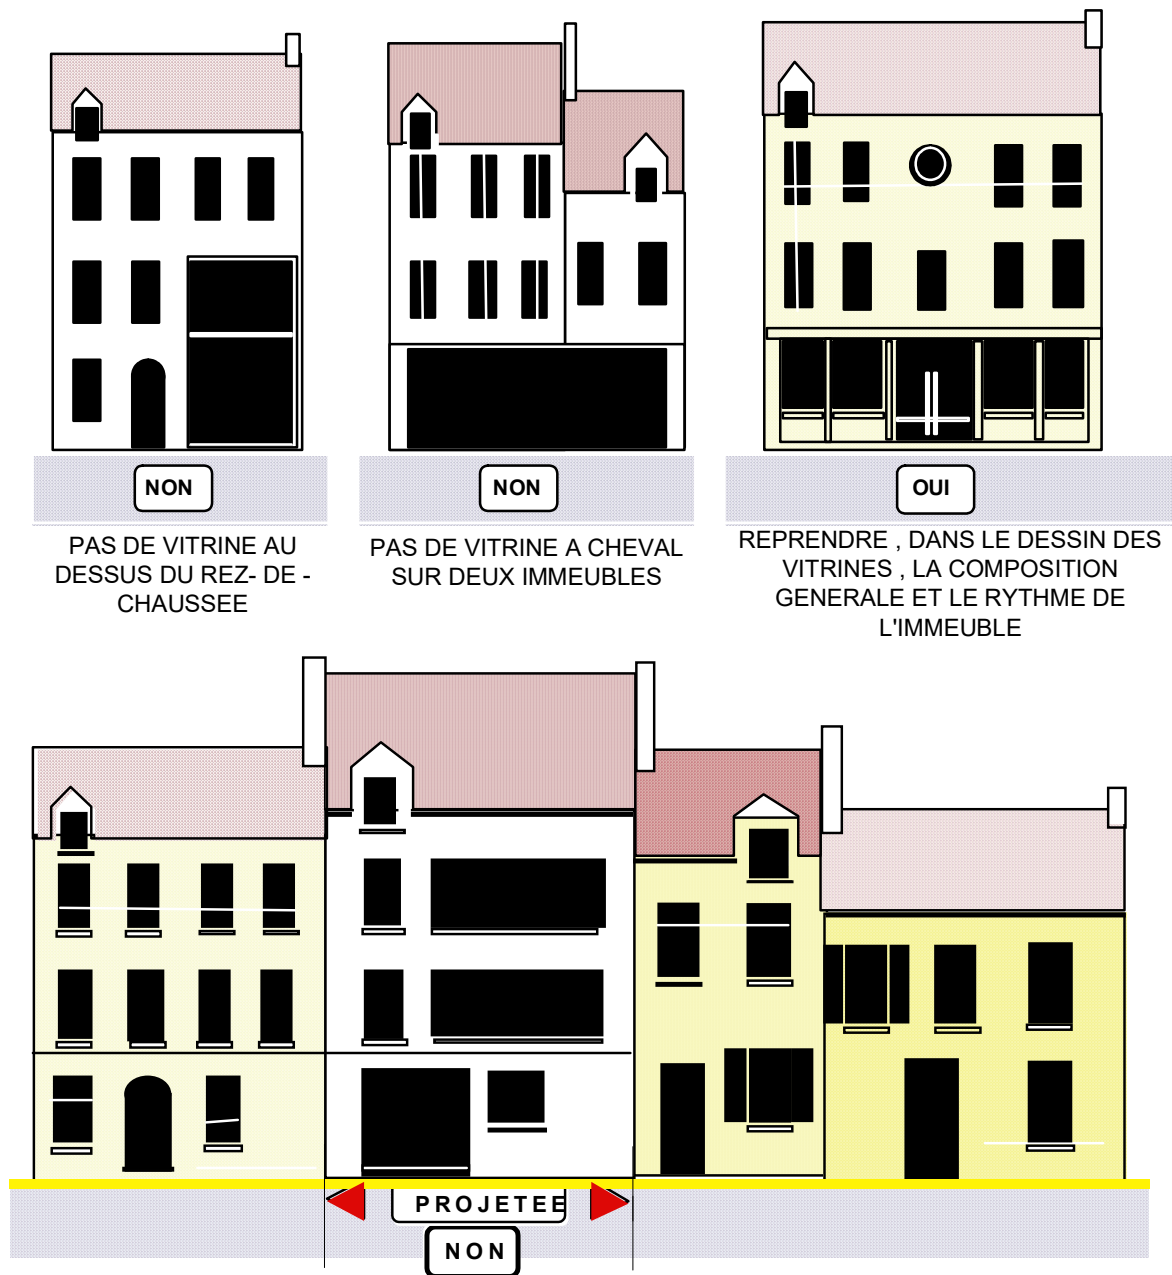 NON
PAS DE VITRINE AU
DESSUS DU REZ- DE -
CHAUSSEE
NON
PAS DE VITRINE A CHEVAL
SUR DEUX IMMEUBLES
OUI
REPRENDRE , DANS LE DESSIN DES
VITRINES , LA COMPOSITION
GENERALE ET LE RYTHME DE
L'IMMEUBLE
PROJETEE
NON